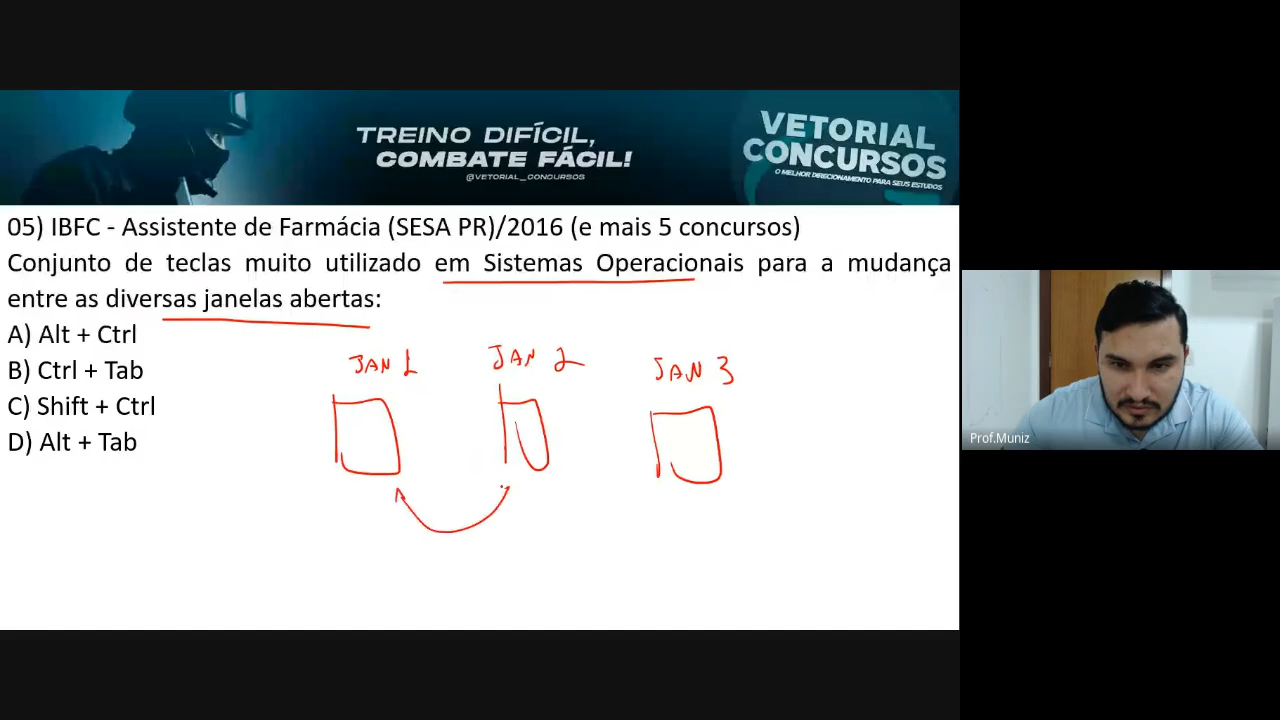 TREINO DIFÍCIL,
COMBATE FÁCIL!
@VETORIAL_CONCURSOS
VETORIAL
CONCURSOS
O MELHOR DIRECIONAMENTO PARA SEUS ESTUDOS
05) IBFC - Assistente de Farmácia (SESA PR)/2016 (e mais 5 concursos)
Conjunto de teclas muito utilizado em Sistemas Operacionais para a mudança
entre as diversas janelas abertas:
A) Alt + Ctrl
B) Ctrl + Tab
C) Shift + Ctrl
D) Alt + Tab
JAN 1 JAN 2 JAN 3
Prof.Muniz